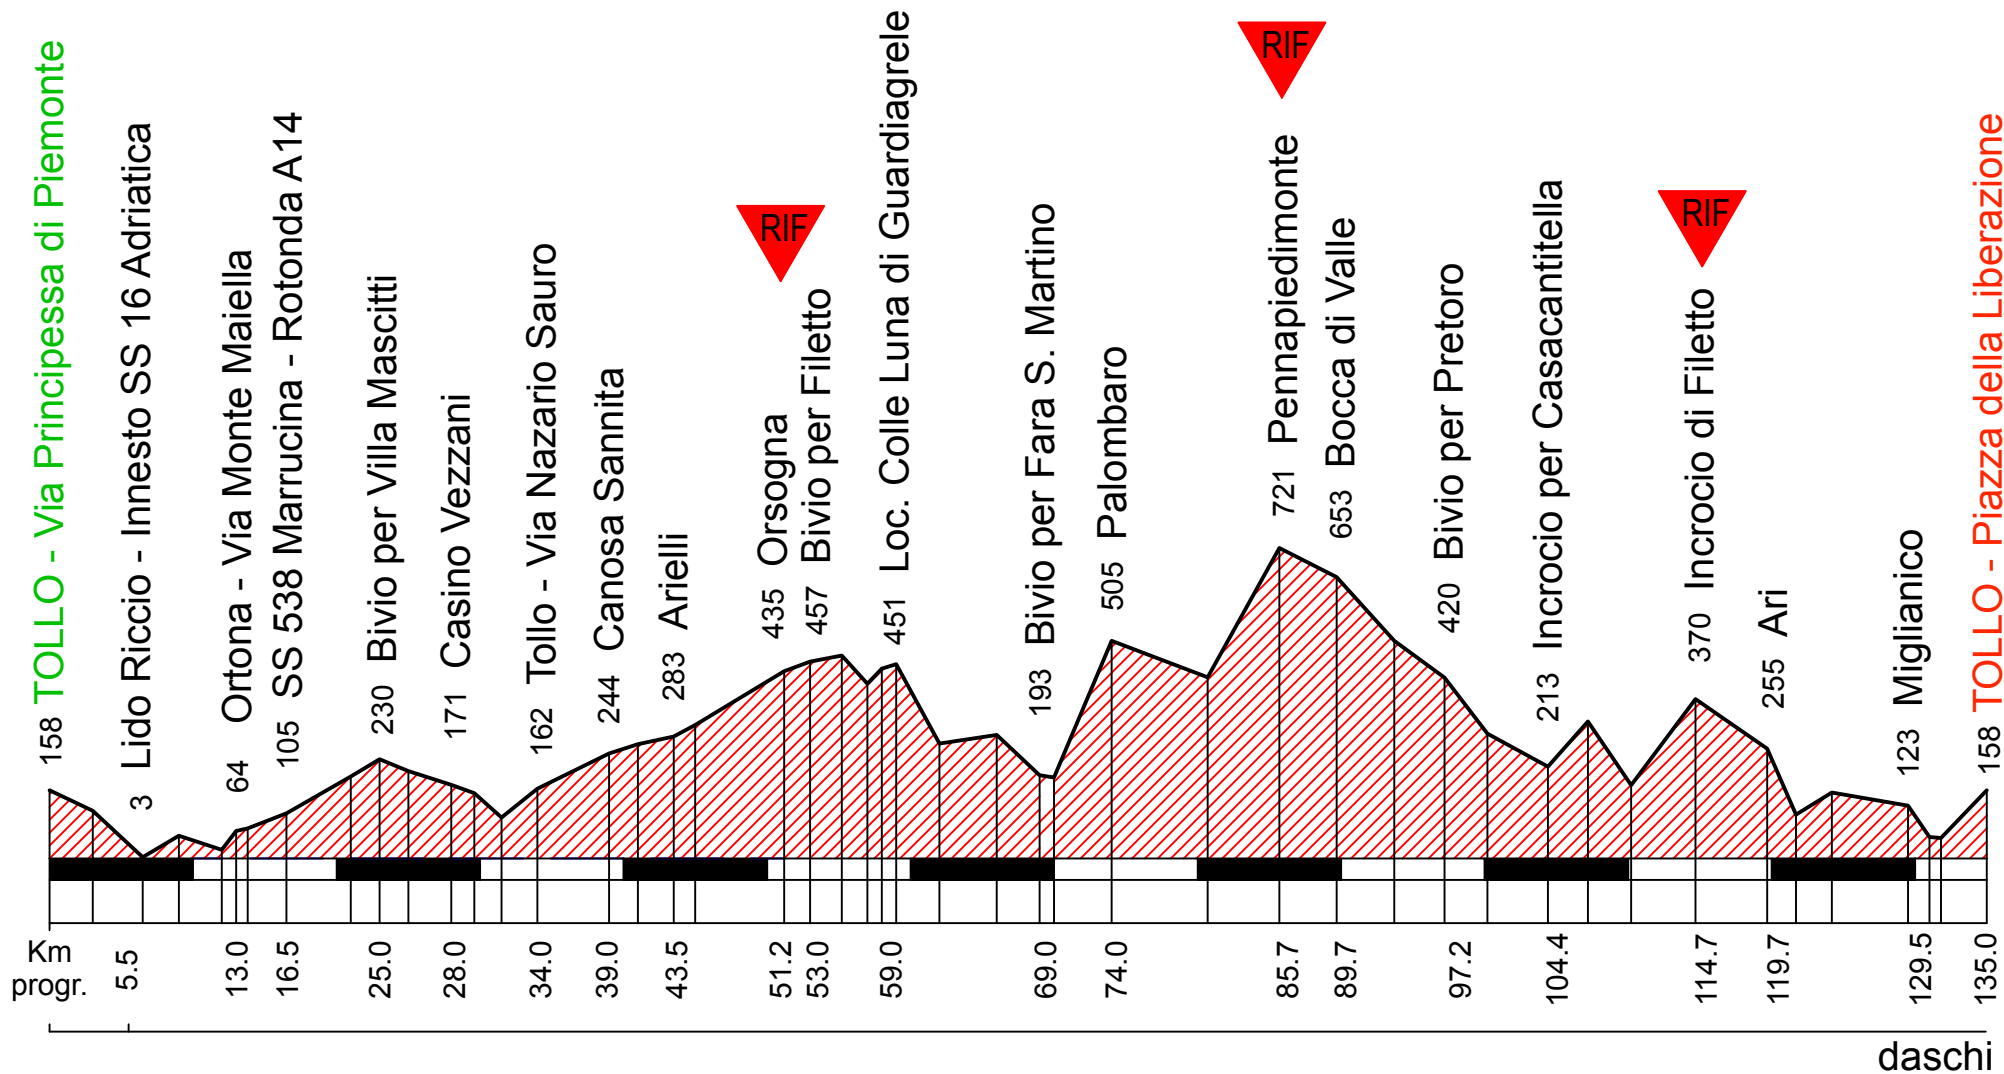 158 TOLLO - Via Principessa di Piemonte
3 Lido Riccio - Innesto SS 16 Adriatica
64 Ortona - Via Monte Maiella
105 SS 538 Marrucina - Rotonda A14
230 Bivio per Villa Mascitti
171 Casino Vezzani
162 Tollo - Via Nazario Sauro
244 Canosa Sannita
283 Arielli
RIF
435 Orsogna
457 Bivio per Filetto
451 Loc. Colle Luna di Guardiagrele
193 Bivio per Fara S. Martino
505 Palombaro
RIF
721 Pennapiedimonte
653 Bocca di Valle
420 Bivio per Pretoro
213 Incrocio per Casacantitella
RIF
370 Incrocio di Filetto
255 Ari
123 Miglianico
158 TOLLO - Piazza della Liberazione
Km
progr.
5.5
13.0
16.5
25.0
28.0
34.0
39.0
43.5
51.2
53.0
59.0
69.0
74.0
85.7
89.7
97.2
104.4
114.7
119.7
129.5
135.0
daschi